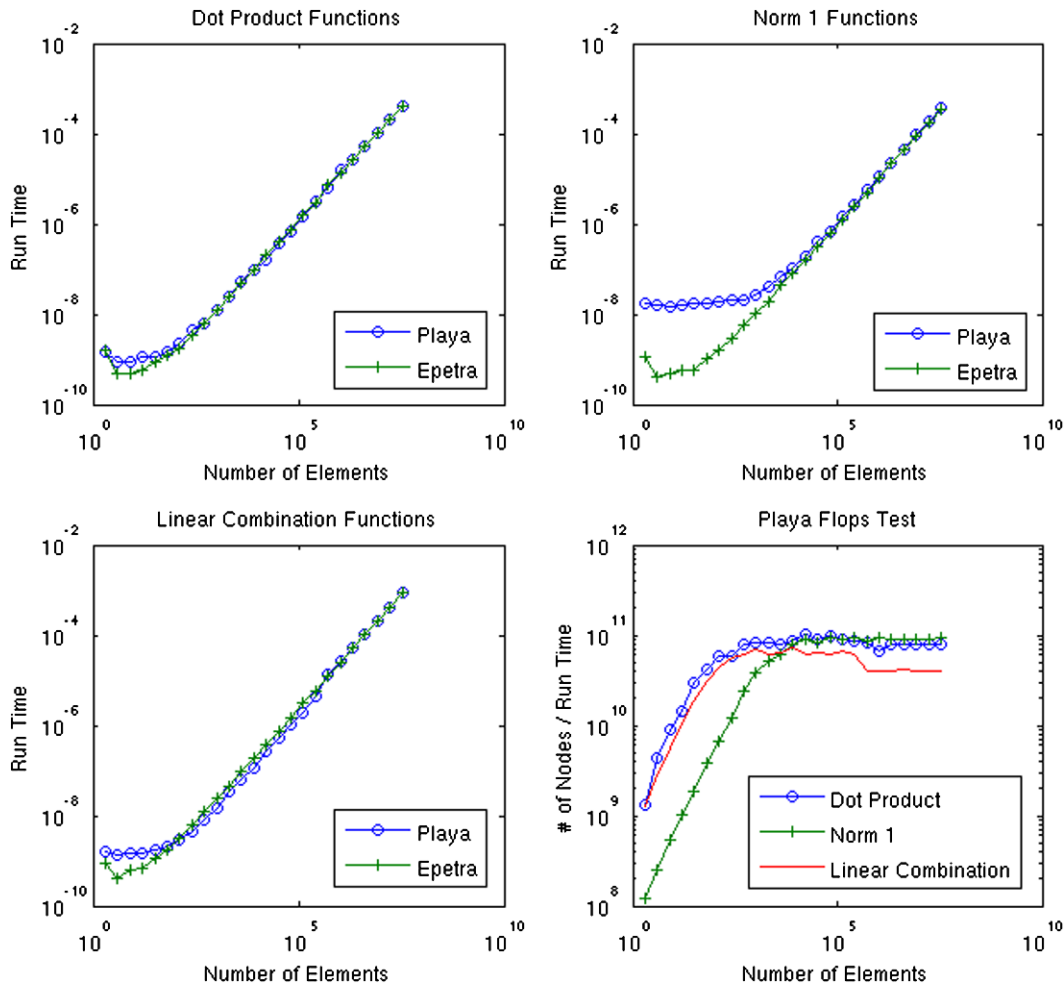 Dot Product Functions
10^-2
10^-4
10^-6
10^-8
10^-10
Run Time
Playa
Epetra
10^0
10^5
10^10
Number of Elements
Norm 1 Functions
10^-2
10^-4
10^-6
10^-8
10^-10
Run Time
Playa
Epetra
10^0
10^5
10^10
Number of Elements
Linear Combination Functions
10^-2
10^-4
10^-6
10^-8
10^-10
Run Time
Playa
Epetra
10^0
10^5
10^10
Number of Elements
Playa Flops Test
10^12
10^11
10^10
10^9
10^8
# of Nodes / Run Time
Dot Product
Norm 1
Linear Combination
10^0
10^5
10^10
Number of Elements